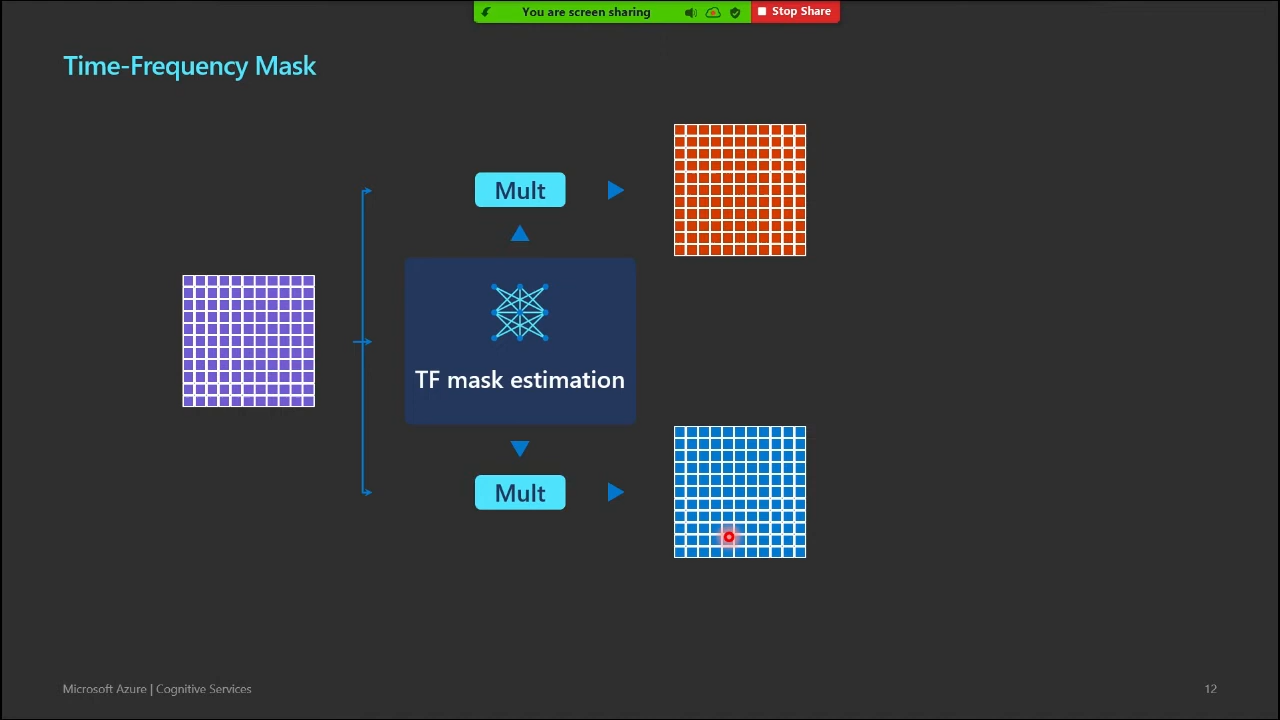 You are screen sharing
Stop Share
Time-Frequency Mask
Mult
TF mask estimation
Mult
Microsoft Azure | Cognitive Services
12